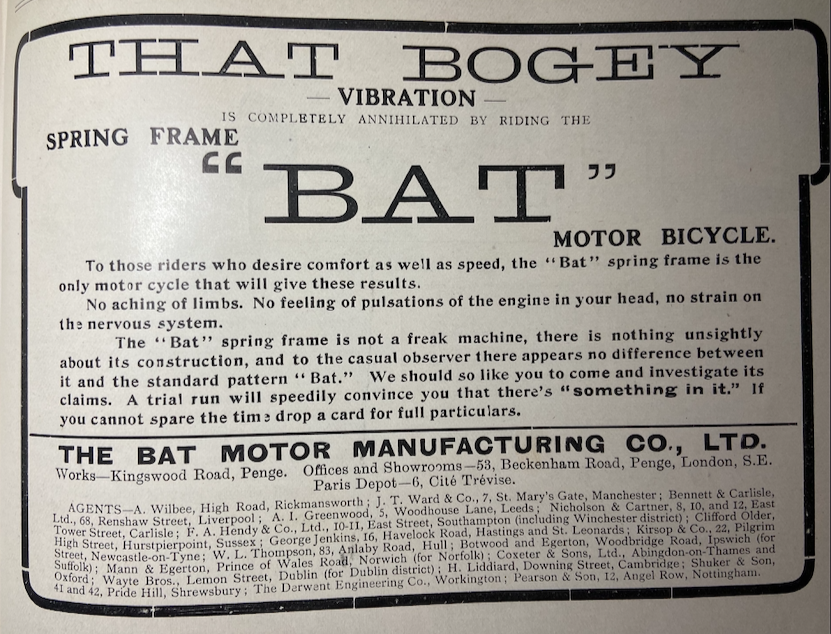 THAT BOGEY
— VIBRATION —
IS COMPLETELY ANNIHILATED BY RIDING THE
SPRING FRAME
“BAT”
MOTOR BICYCLE.
To those riders who desire comfort as well as speed, the “Bat” spring frame is the
only motor cycle that will give these results.
No aching of limbs. No feeling of pulsations of the engine in your head, no strain on
the nervous system.
The “Bat” spring frame is not a freak machine, there is nothing unsightly
about its construction, and to the casual observer there appears no difference between
it and the standard pattern “Bat.” We should so like you to come and investigate its
claims. A trial run will speedily convince you that there's “something in it.” If
you cannot spare the time drop a card for full particulars.
THE BAT MOTOR MANUFACTURING CO., LTD.
Works—Kingswood Road, Penge. Offices and Showrooms—53, Beckenham Road, Penge, London, S.E.
Paris Depot—6, Cité Trévise.
AGENTS—A. Wilbee, High Road, Rickmansworth; J. T. Ward & Co., 7, St. Mary's Gate, Manchester; Bennett & Carlisle,
Ltd., 68, Renshaw Street, Liverpool; A. I. Greenwood, 5, Woodhouse Lane, Leeds; Nicholson & Cartner, 8, 10, and 12, East
Tower Street, Carlisle; F. A. Hendy & Co., Ltd., 10-11, East Street, Southampton (including Winchester district); Clifford Older,
High Street, Hurstpierpoint, Sussex; George Jenkins, 16, Havelock Road, Hastings and St. Leonards; Kirsop & Co., 22, Pilgrim
Street, Newcastle-on-Tyne; W. L. Thompson, 83, Anlaby Road, Hull; Botwood and Egerton, Woodbridge Road, Ipswich (for
Suffolk); Mann & Egerton, Prince of Wales Road, Norwich (for Norfolk); Coxeter & Sons, Ltd., Abingdon-on-Thames and
Oxford; Wayte Bros., Lemon Street, Dublin (for Dublin district); H. Liddiard, Downing Street, Cambridge; Shuker & Son,
41 and 42, Pride Hill, Shrewsbury; The Derwent Engineering Co., Workington; Pearson & Son, 12, Angel Row, Nottingham.